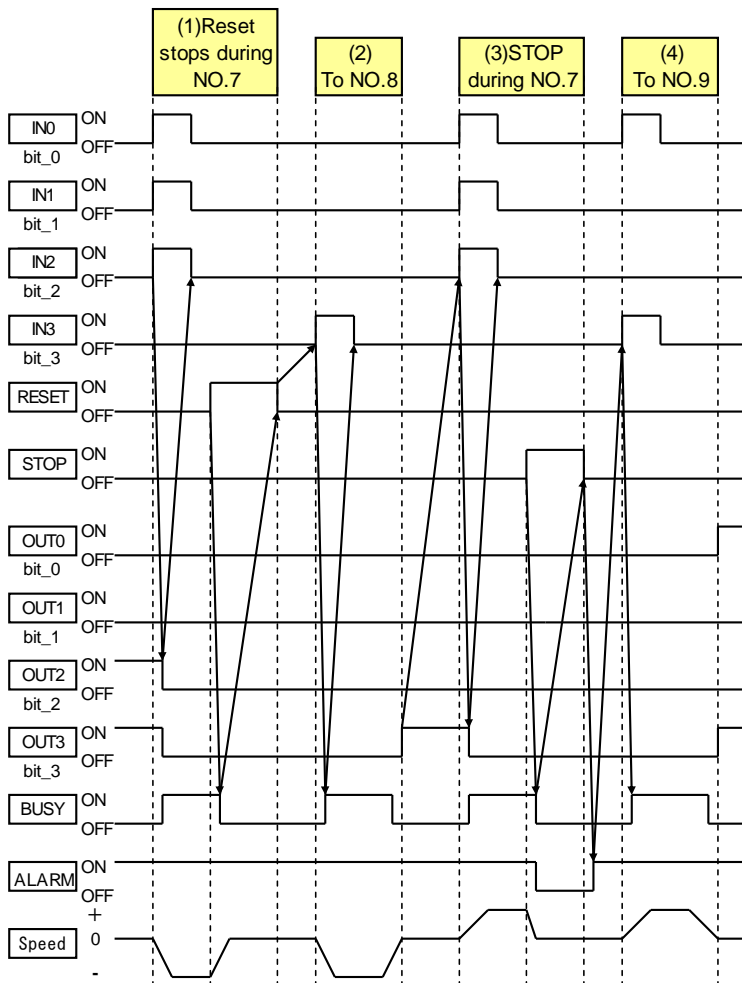 (1)Reset
stops during
NO.7
(2)
To NO.8
(3)STOP
during NO.7
(4)
To NO.9
IN0
ON
OFF
bit_0
IN1
ON
OFF
bit_1
IN2
ON
OFF
bit_2
IN3
ON
OFF
bit_3
RESET
ON
OFF
STOP
ON
OFF
OUT0
ON
OFF
bit_0
OUT1
ON
OFF
bit_1
OUT2
ON
OFF
bit_2
OUT3
ON
OFF
bit_3
BUSY
ON
OFF
ALARM
ON
OFF
Speed
+
0
-